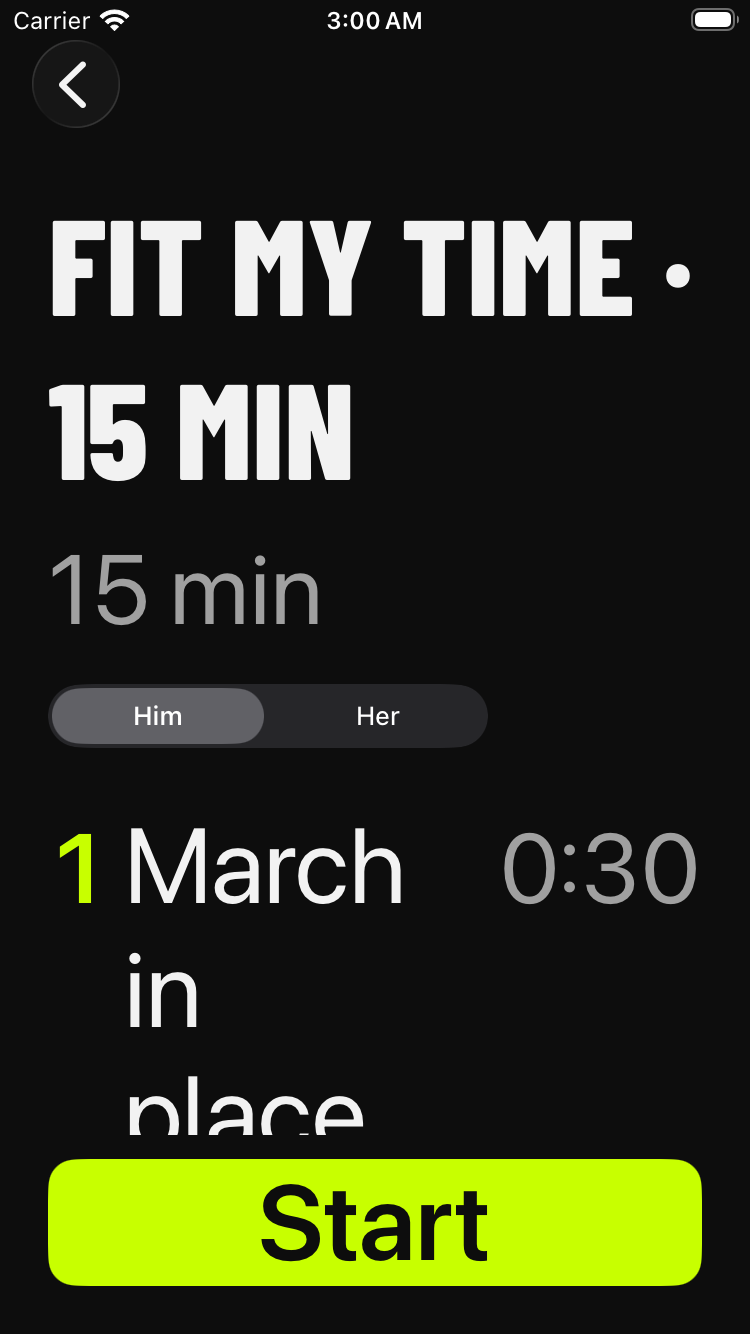 Carrier 3:00 AM
FIT MY TIME •
15 MIN
15 min
Him Her
1 March 0:30
in
place
Start